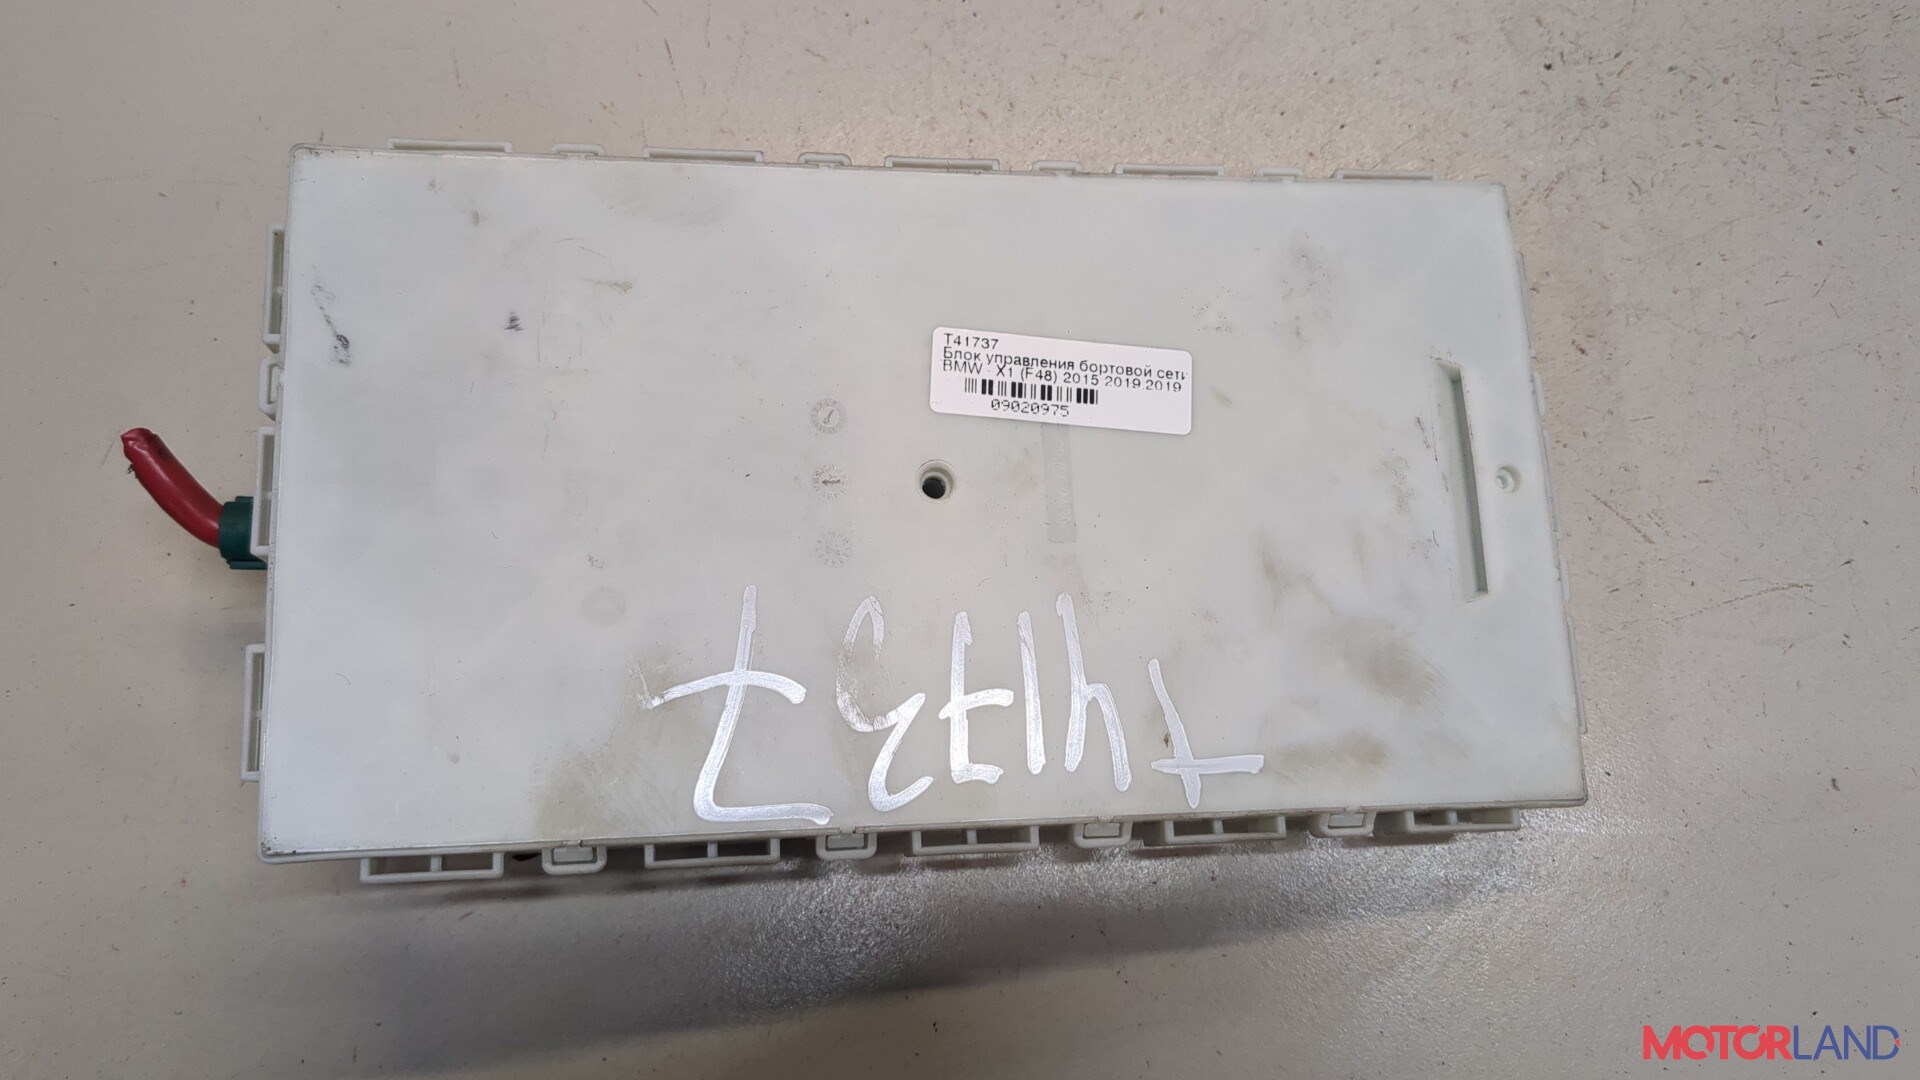 T41737
Блок управления бортовой сети
BMW - X1 (F48) 2015 2019.2019
09020975
T41737
MOTORLAND